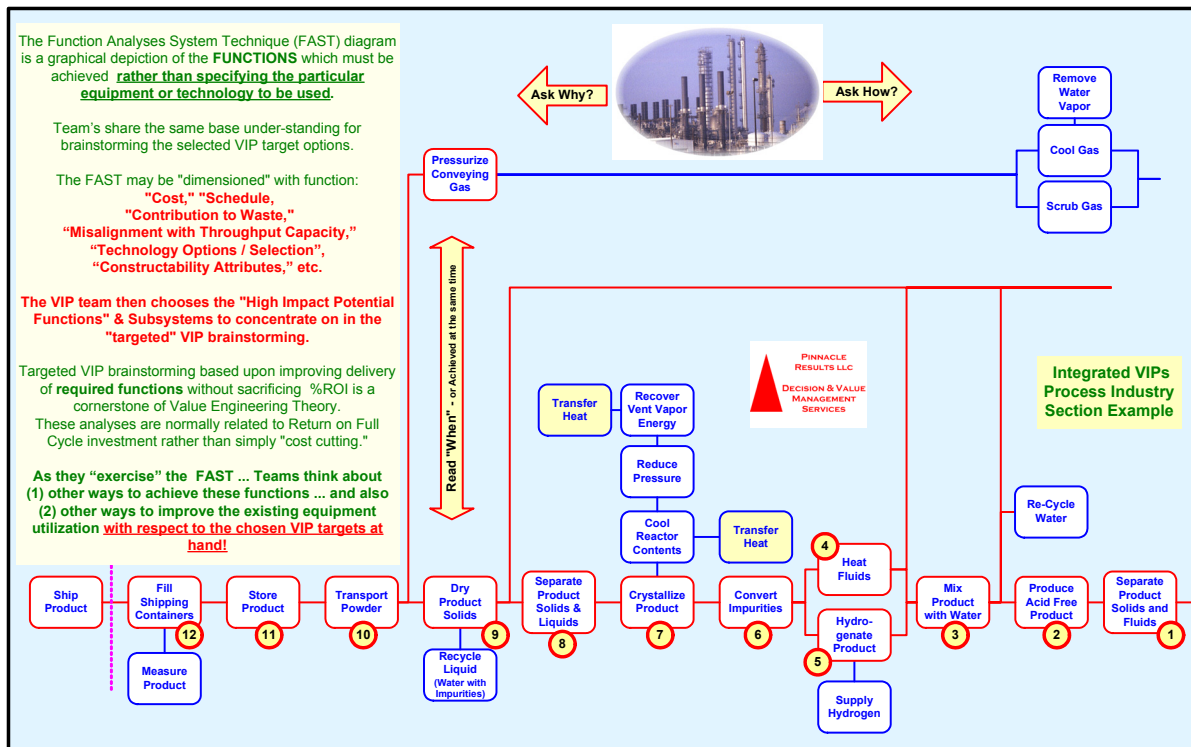 The Function Analyses System Technique (FAST) diagram
is a graphical depiction of the FUNCTIONS which must be
achieved rather than specifying the particular
equipment or technology to be used.
Team's share the same base under-standing for
brainstorming the selected VIP target options.
The FAST may be "dimensioned" with function:
"Cost," "Schedule,
"Contribution to Waste,"
“Misalignment with Throughput Capacity,”
“Technology Options / Selection”,
“Constructability Attributes,” etc.
The VIP team then chooses the "High Impact Potential
Functions" & Subsystems to concentrate on in the
"targeted" VIP brainstorming.
Targeted VIP brainstorming based upon improving delivery
of required functions without sacrificing %ROI is a
cornerstone of Value Engineering Theory.
These analyses are normally related to Return on Full
Cycle investment rather than simply "cost cutting."
As they “exercise” the FAST ... Teams think about
(1) other ways to achieve these functions ... and also
(2) other ways to improve the existing equipment
utilization with respect to the chosen VIP targets at
hand!
Ask Why?
Ask How?
Remove
Water
Vapor
Cool Gas
Scrub Gas
Pressurize
Conveying
Gas
Read "When" - or Achieved at the same time
PINNACLE
RESULTS LLC
DECISION & VALUE
MANAGEMENT
SERVICES
Integrated VIPs
Process Industry
Section Example
Transfer
Heat
Recover
Vent Vapor
Energy
Reduce
Pressure
Cool
Reactor
Contents
Transfer
Heat
Re-Cycle
Water
4
Heat
Fluids
Ship
Product
Fill
Shipping
Containers
12
Store
Product
11
Transport
Powder
10
Dry
Product
Solids
9
Separate
Product
Solids &
Liquids
8
Crystallize
Product
7
Convert
Impurities
6
Hydro-
genate
Product
5
Mix
Product
with Water
3
Produce
Acid Free
Product
2
Separate
Product
Solids and
Fluids
1
Measure
Product
Recycle
Liquid
(Water with
Impurities)
Supply
Hydrogen